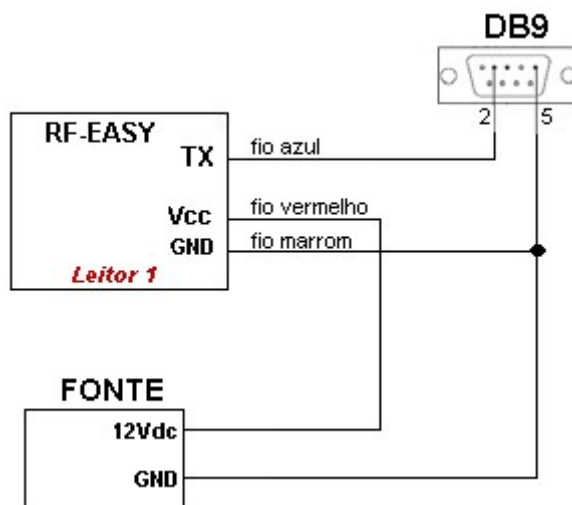 DB9
2 5
RF-EASY
TX
fio azul
Vcc
fio vermelho
GND
fio marrom
Leitor 1
FONTE
12Vdc
GND